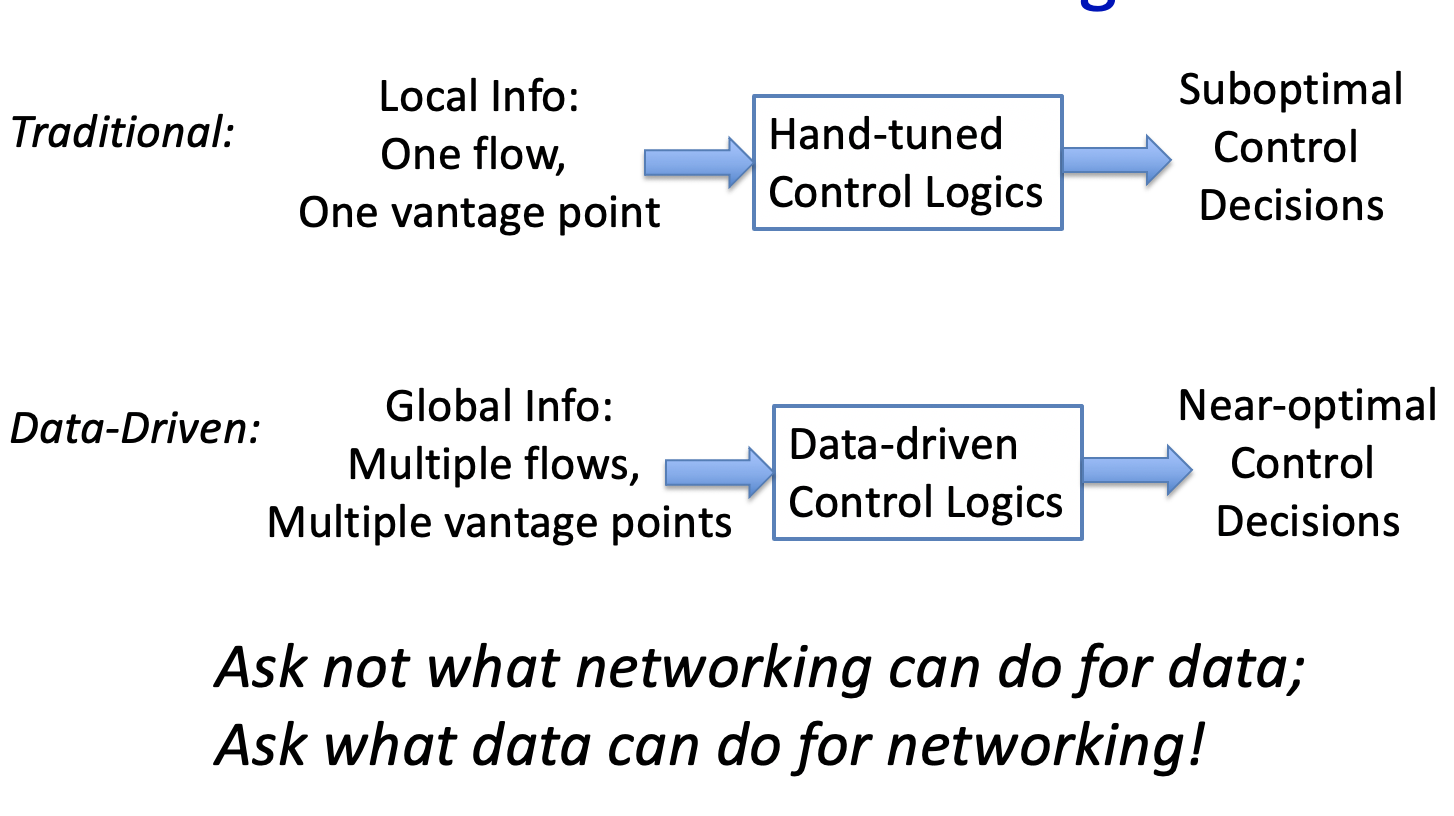 Traditional:
Local Info:
One flow,
One vantage point
Hand-tuned
Control Logics
Suboptimal
Control
Decisions
Data-Driven:
Global Info:
Multiple flows,
Multiple vantage points
Data-driven
Control Logics
Near-optimal
Control
Decisions
Ask not what networking can do for data;
Ask what data can do for networking!